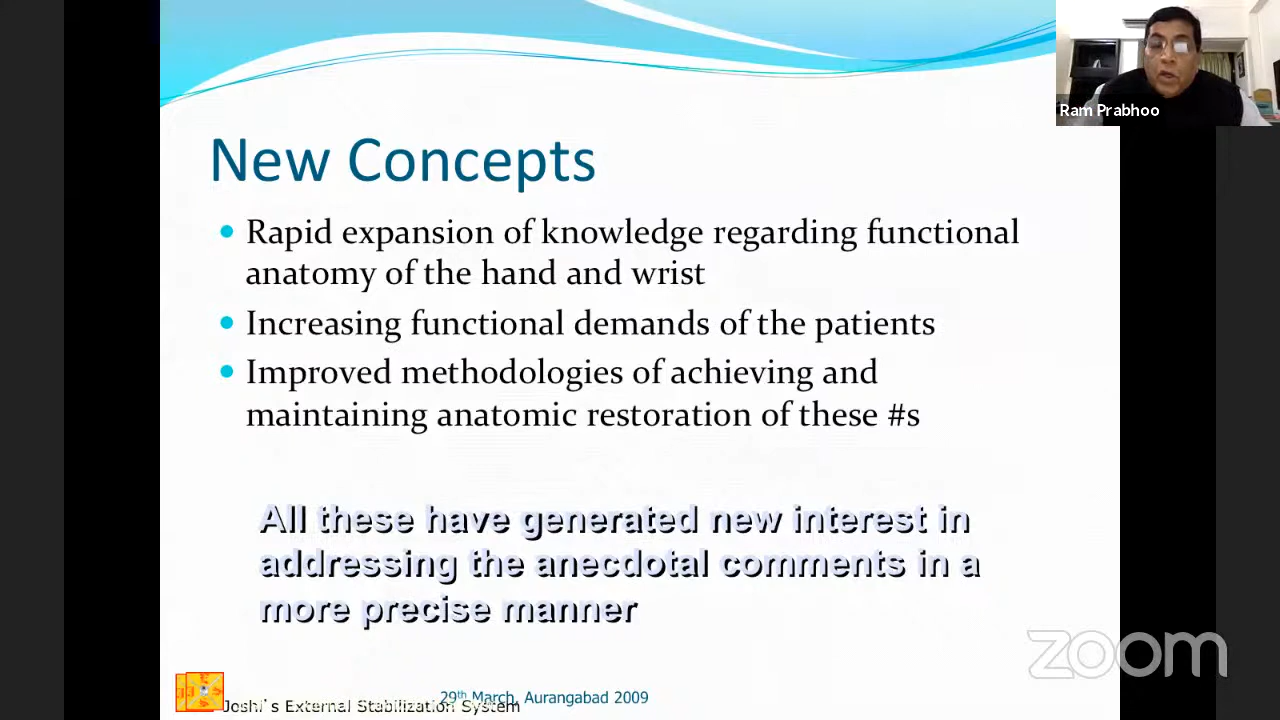 Ram Prabhoo
New Concepts
Rapid expansion of knowledge regarding functional
anatomy of the hand and wrist
Increasing functional demands of the patients
Improved methodologies of achieving and
maintaining anatomic restoration of these #s
All these have generated new interest in
addressing the anecdotal comments in a
more precise manner
zoom
29th March, Aurangabad 2009
Joshi's External Stabilization System